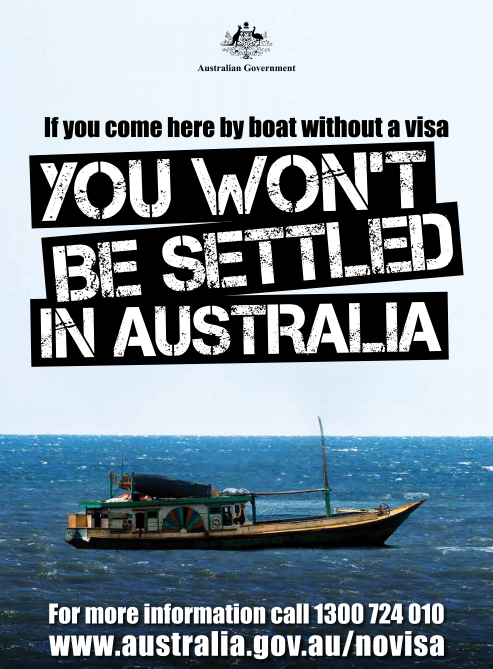 Australian Government
If you come here by boat without a visa
YOU WON'T
BE SETTLED
IN AUSTRALIA
For more information call 1300 724 010
www.australia.gov.au/novisa